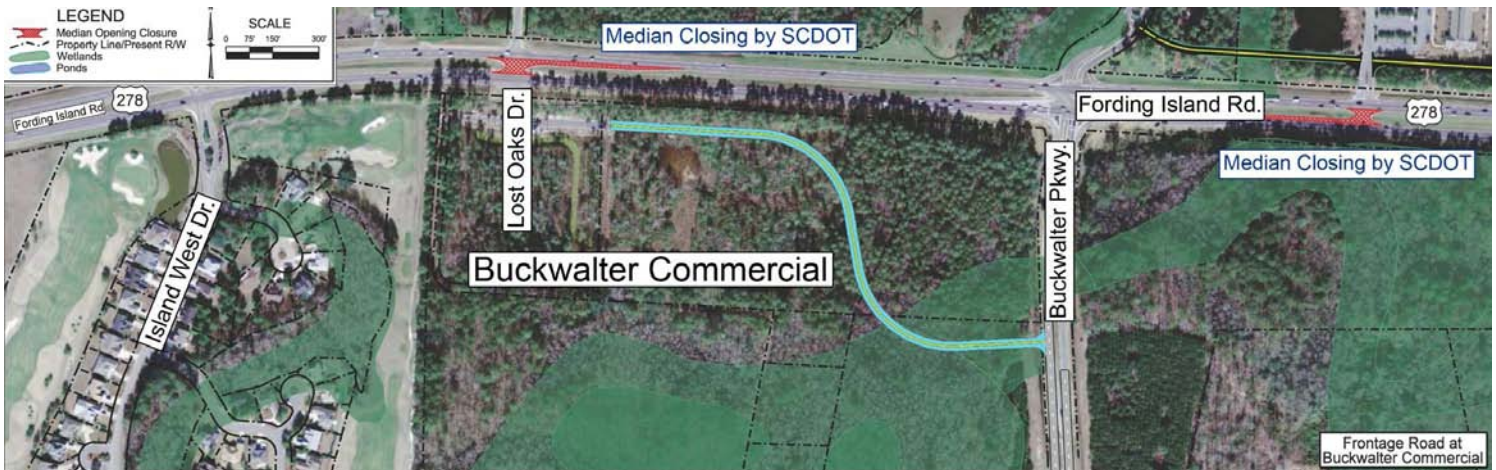 LEGEND
Median Opening Closure
Property Line/Present R/W
Wetlands
Ponds
SCALE
0 75' 150' 300'
Median Closing by SCDOT
Fording Island Rd.
278
Fording Island Rd.
278
Median Closing by SCDOT
Lost Oaks Dr.
Island West Dr.
Buckwalter Commercial
Buckwalter Pkwy.
Frontage Road at
Buckwalter Commercial